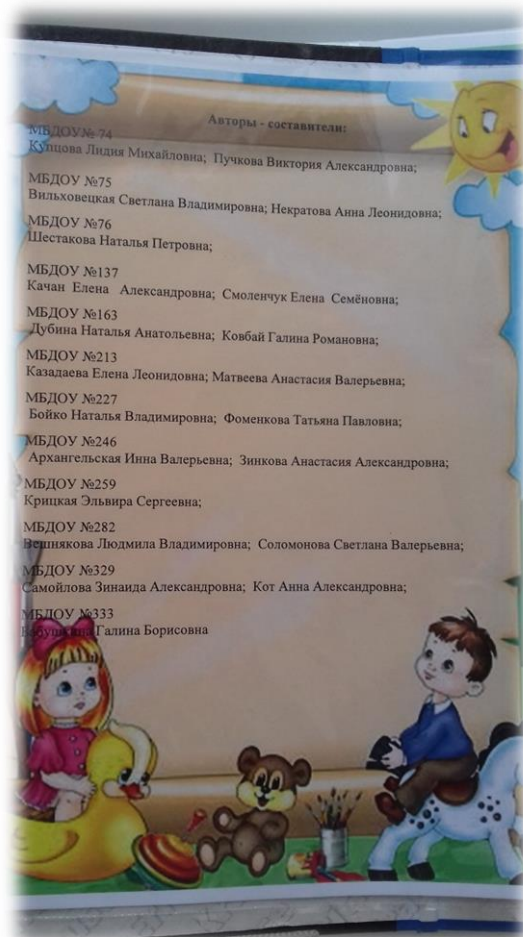 Авторы - составители:
МБДОУ№ 74
Купцова Лидия Михайловна; Пучкова Виктория Александровна;
МБДОУ №75
Вильховецкая Светлана Владимировна; Некратова Анна Леонидовна;
МБДОУ №76
Шестакова Наталья Петровна;
МБДОУ №137
Качан Елена Александровна; Смоленчук Елена Семёновна;
МБДОУ №163
Дубина Наталья Анатольевна; Ковбай Галина Романовна;
МБДОУ №213
Казадаева Елена Леонидовна; Матвеева Анастасия Валерьевна;
МБДОУ №227
Бойко Наталья Владимировна; Фоменкова Татьяна Павловна;
МБДОУ №246
Архангельская Инна Валерьевна; Зинкова Анастасия Александровна;
МБДОУ №259
Крицкая Эльвира Сергеевна;
МБДОУ №282
Вешнякова Людмила Владимировна; Соломонова Светлана Валерьевна;
МБДОУ №329
Самойлова Зинаида Александровна; Кот Анна Александровна;
МБДОУ №333
Бабушкина Галина Борисовна